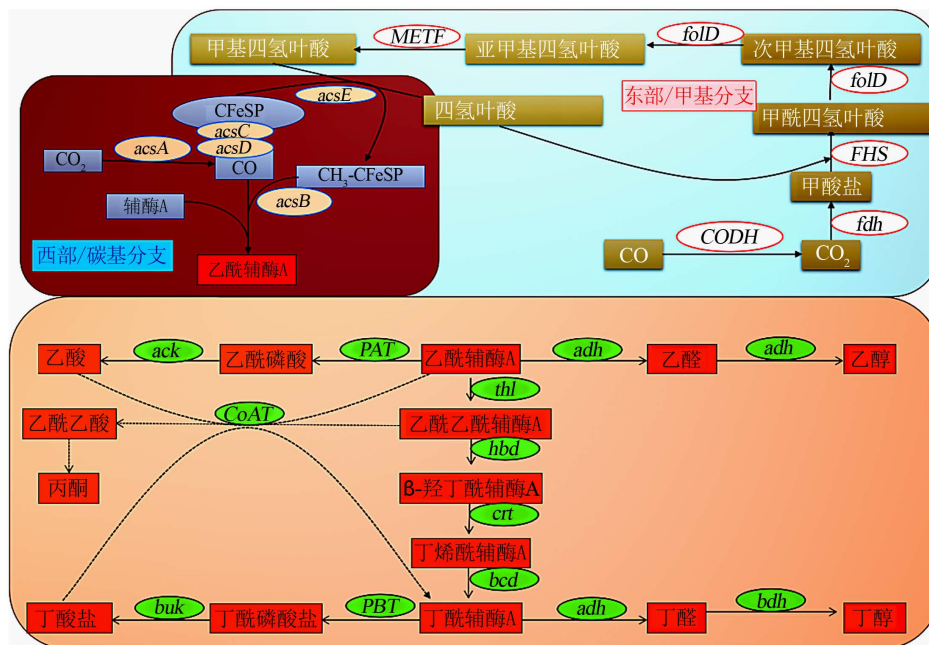 甲基四氢叶酸
METF
亚甲基四氢叶酸
folD
次甲基四氢叶酸
folD
东部/甲基分支
acsE
CFeSP
四氢叶酸
甲酰四氢叶酸
acsC
acsA
acsD
FHS
CO₂
CO
CH₃-CFeSP
甲酸盐
辅酶A
acsB
CODH
fdh
西部/碳基分支
CO
CO₂
乙酰辅酶A
乙酸
ack
乙酰磷酸
PAT
乙酰辅酶A
adh
乙醛
adh
乙醇
thl
CoAT
乙酰乙酸
乙酰乙酰辅酶A
hbd
丙酮
β-羟丁酰辅酶A
crt
丁烯酰辅酶A
bcd
丁酸盐
buk
丁酰磷酸盐
PBT
丁酰辅酶A
adh
丁醛
bdh
丁醇